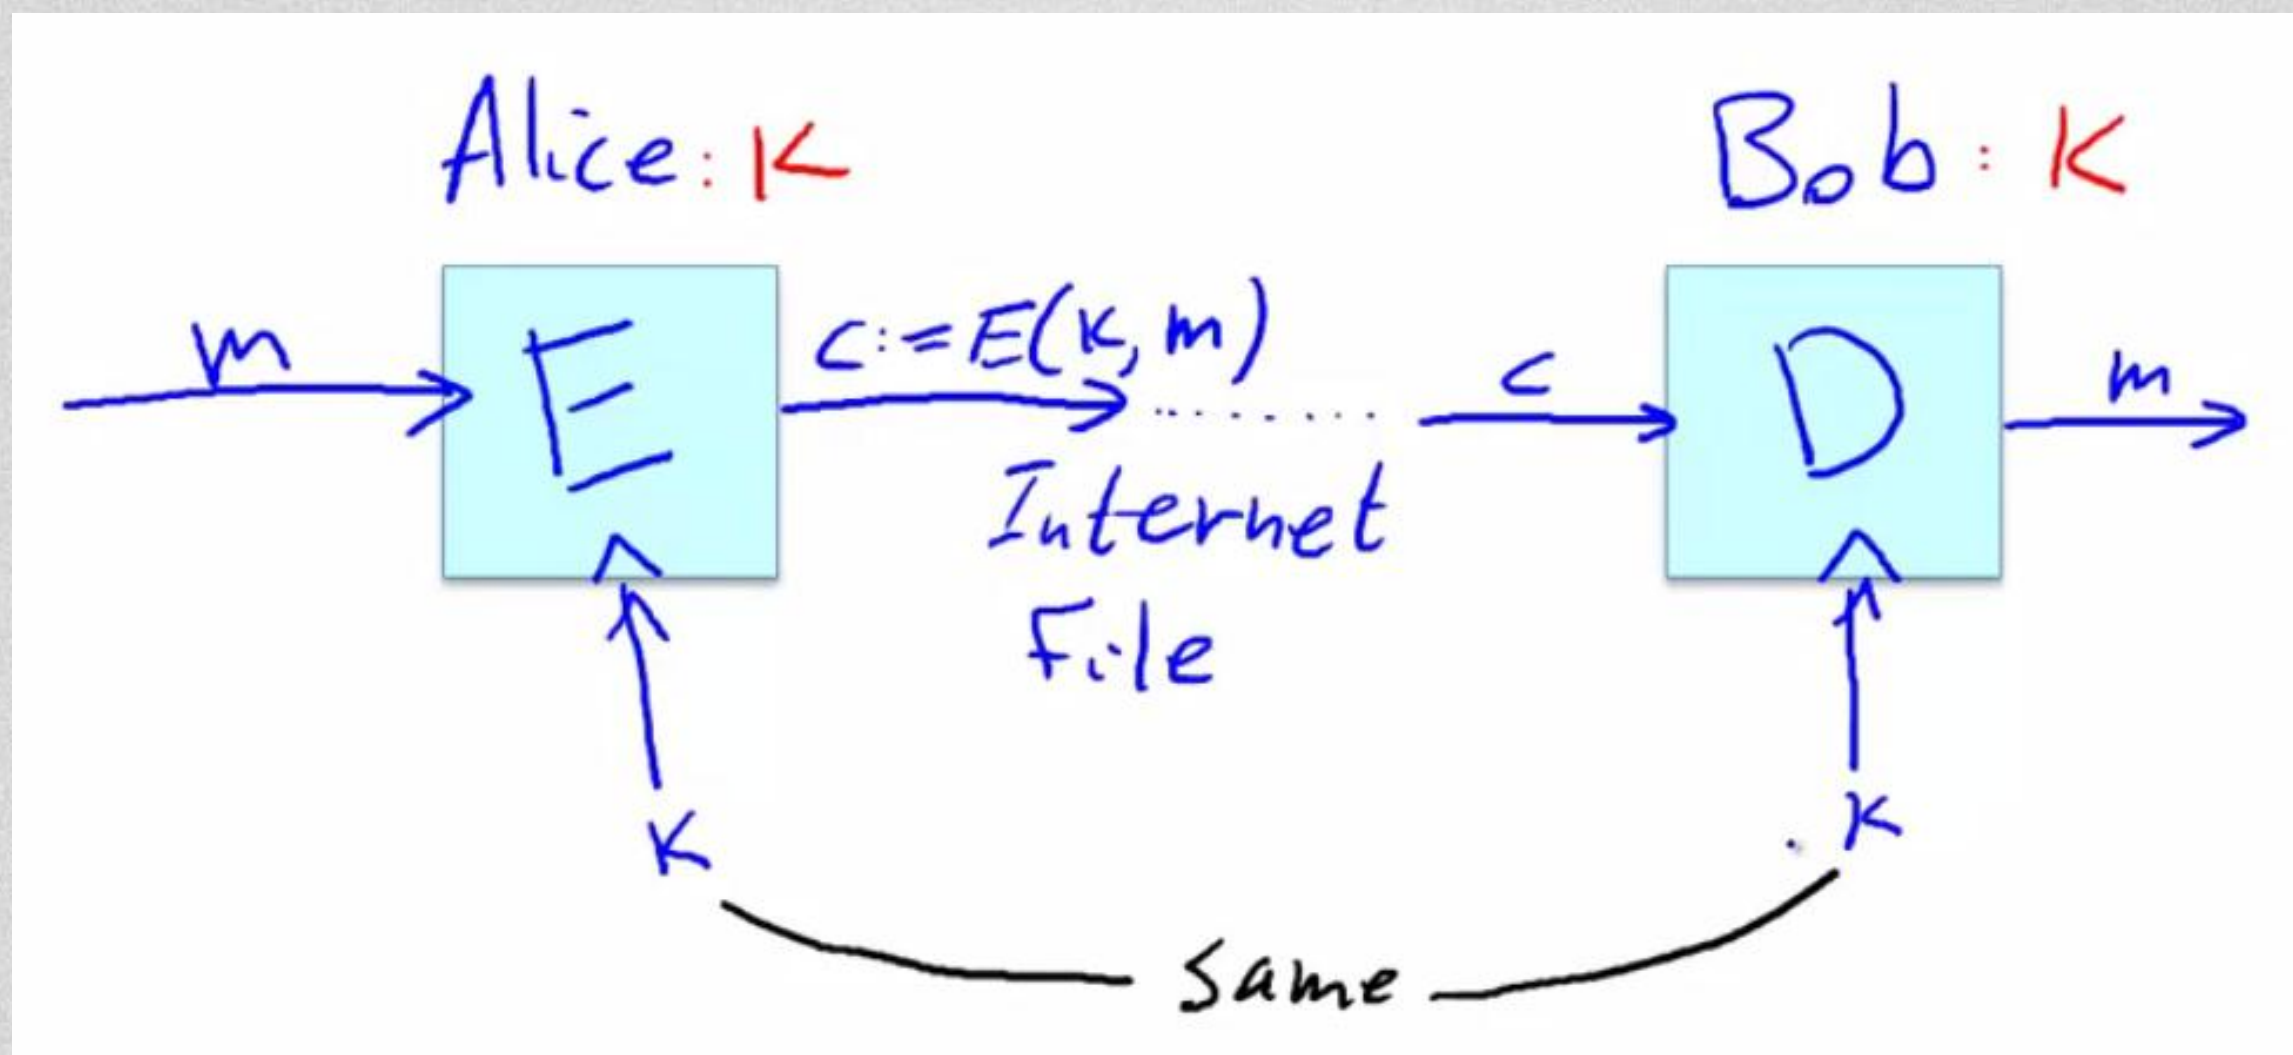 Alice: K
Bob: K
m
E
c:=E(k,m)
c
D
m
Internet
File
K
K
Same